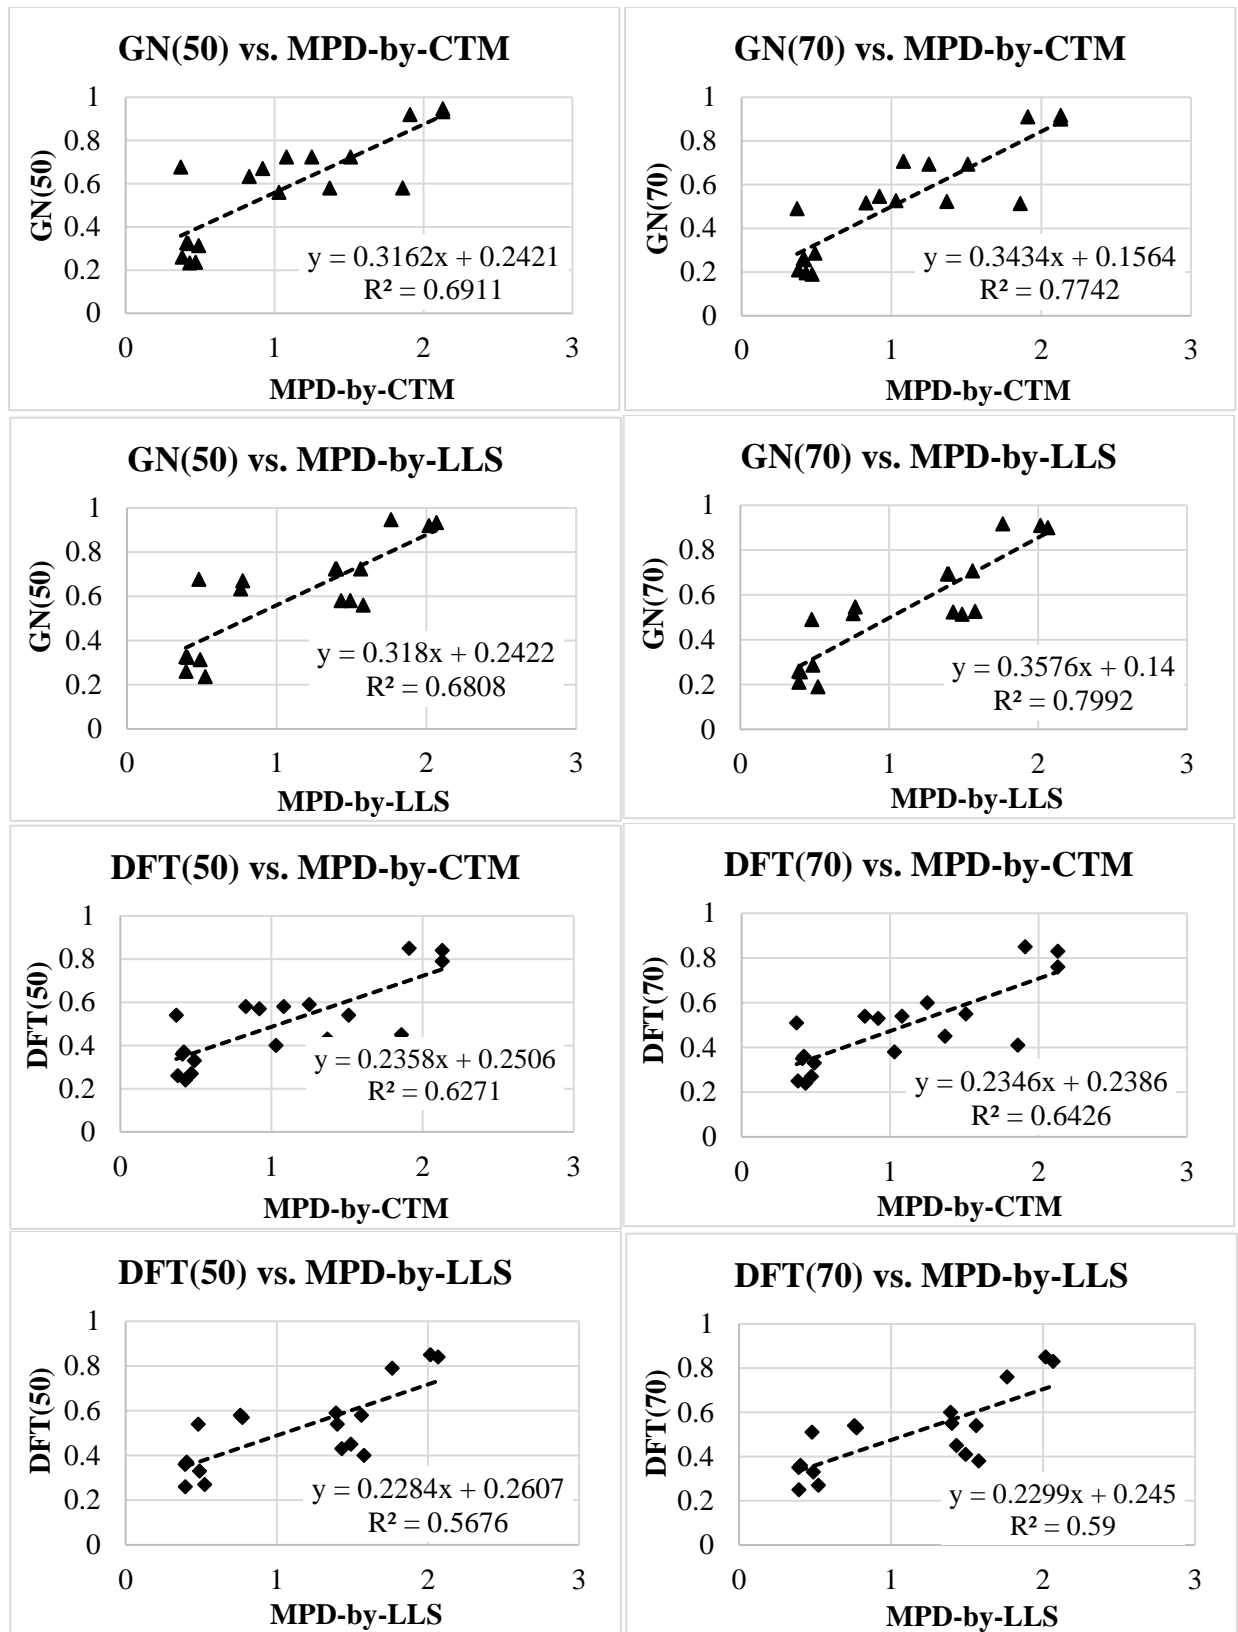 GN(50) vs. MPD-by-CTM
1
0.8
0.6
0.4
0.2
0
GN(50)
y = 0.3162x + 0.2421
R² = 0.6911
0 1 2 3
MPD-by-CTM
GN(70) vs. MPD-by-CTM
1
0.8
0.6
0.4
0.2
0
GN(70)
y = 0.3434x + 0.1564
R² = 0.7742
0 1 2 3
MPD-by-CTM
GN(50) vs. MPD-by-LLS
1
0.8
0.6
0.4
0.2
0
GN(50)
y = 0.318x + 0.2422
R² = 0.6808
0 1 2 3
MPD-by-LLS
GN(70) vs. MPD-by-LLS
1
0.8
0.6
0.4
0.2
0
GN(70)
y = 0.3576x + 0.14
R² = 0.7992
0 1 2 3
MPD-by-LLS
DFT(50) vs. MPD-by-CTM
1
0.8
0.6
0.4
0.2
0
DFT(50)
y = 0.2358x + 0.2506
R² = 0.6271
0 1 2 3
MPD-by-CTM
DFT(70) vs. MPD-by-CTM
1
0.8
0.6
0.4
0.2
0
DFT(70)
y = 0.2346x + 0.2386
R² = 0.6426
0 1 2 3
MPD-by-CTM
DFT(50) vs. MPD-by-LLS
1
0.8
0.6
0.4
0.2
0
DFT(50)
y = 0.2284x + 0.2607
R² = 0.5676
0 1 2 3
MPD-by-LLS
DFT(70) vs. MPD-by-LLS
1
0.8
0.6
0.4
0.2
0
DFT(70)
y = 0.2299x + 0.245
R² = 0.59
0 1 2 3
MPD-by-LLS